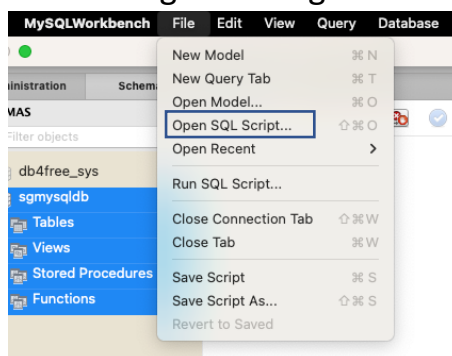 MySQLWorkbench File Edit View Query Database
New Model ⌘ N
ministration Schem New Query Tab ⌘ T
MAS Open Model... ⌘ O
Filter objects Open SQL Script... ⇧ ⌘ O
Open Recent >
db4free_sys
Run SQL Script...
sgmysqldb
Tables Close Connection Tab ⇧ ⌘ W
Views Close Tab ⌘ W
Stored Procedures Save Script ⌘ S
Functions Save Script As... ⇧ ⌘ S
Revert to Saved